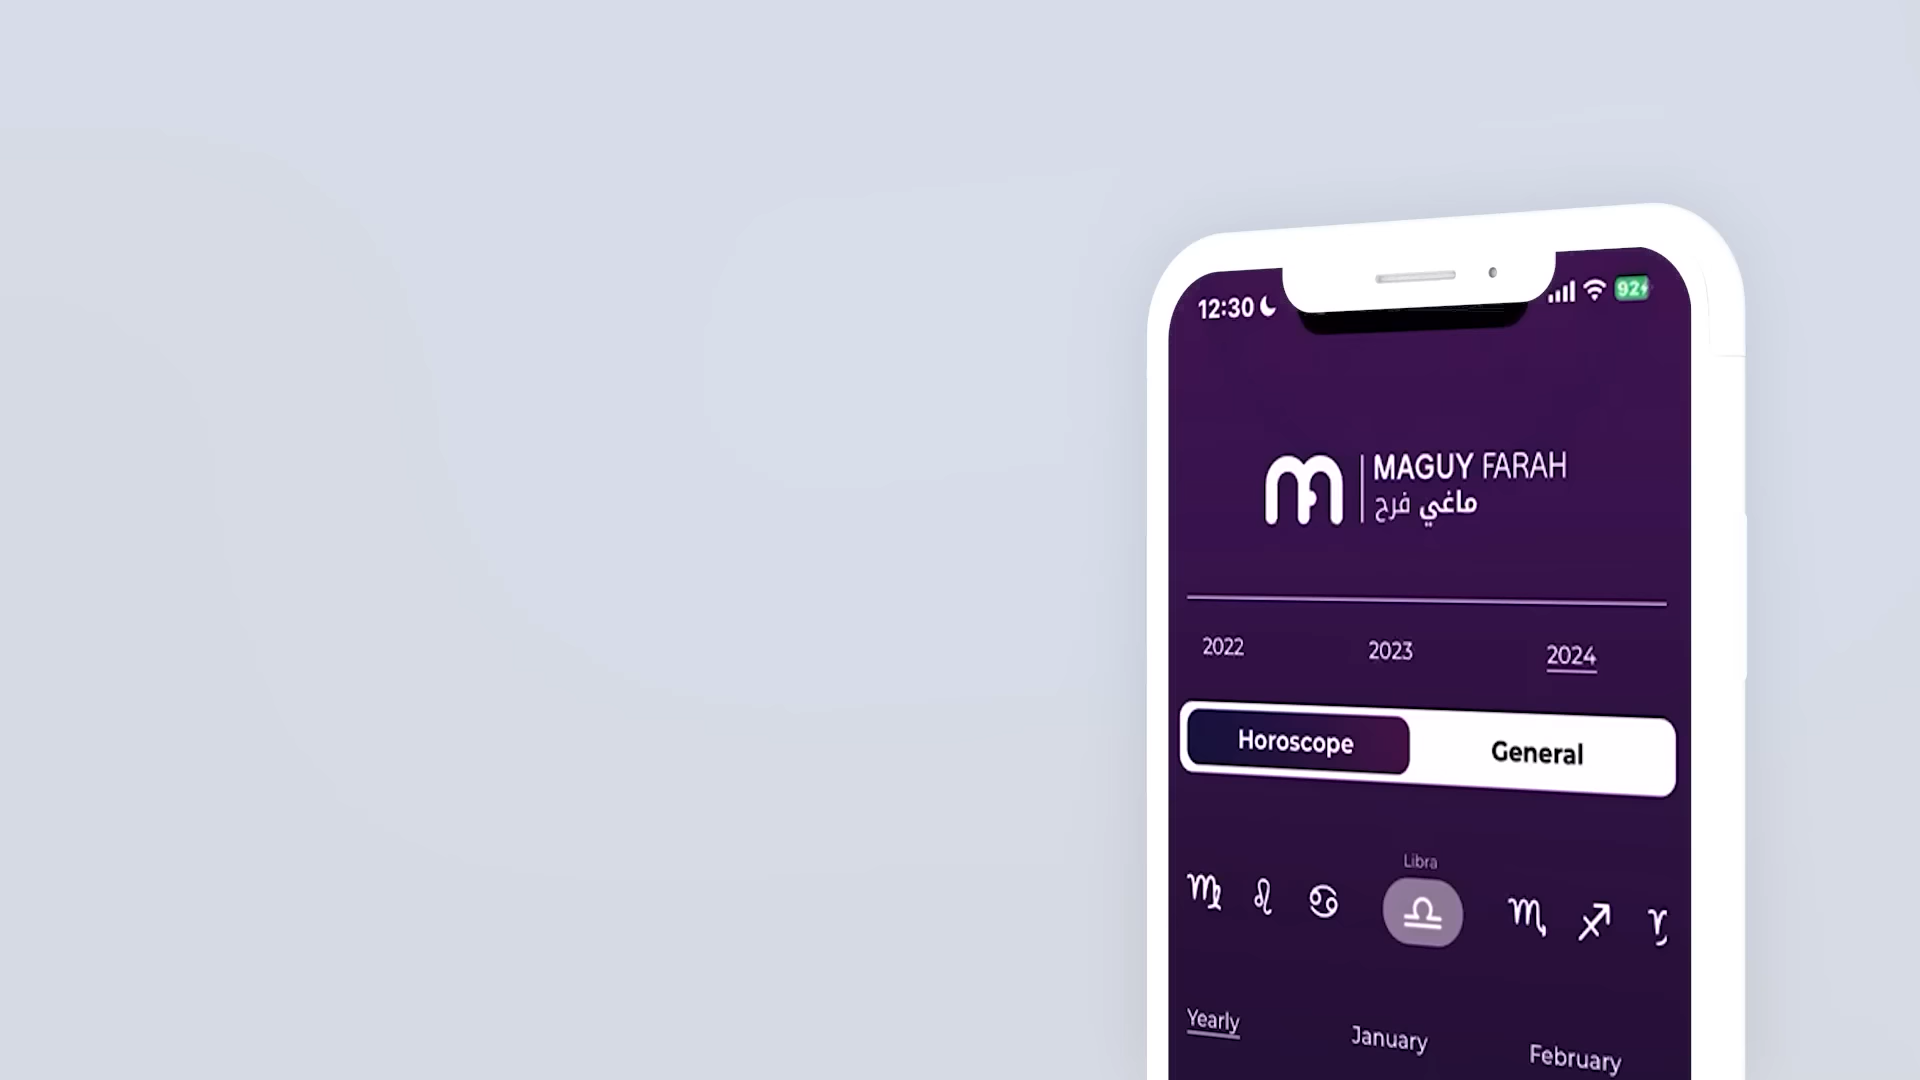 12:30
92
MAGUY FARAH
ماغي فرح
2022 2023 2024
Horoscope General
Libra
♍ ♌ ♋ ♎ ♏ ♐ ♑
Yearly January February